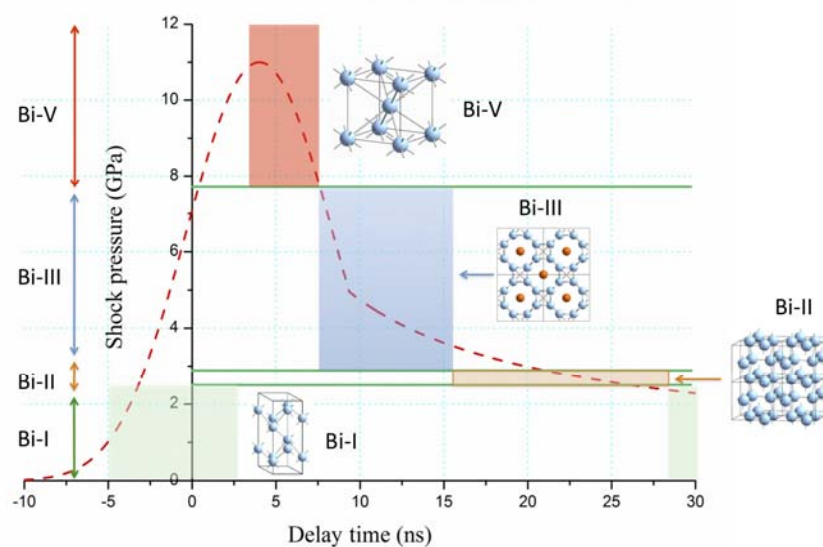 12
Bi-V
10
Bi-V
8
Bi-III
Shock pressure (GPa)
6
Bi-III
Bi-II
4
Bi-II
2
Bi-I
Bi-I
0
-10
-5
0
5
10
15
20
25
30
Delay time (ns)